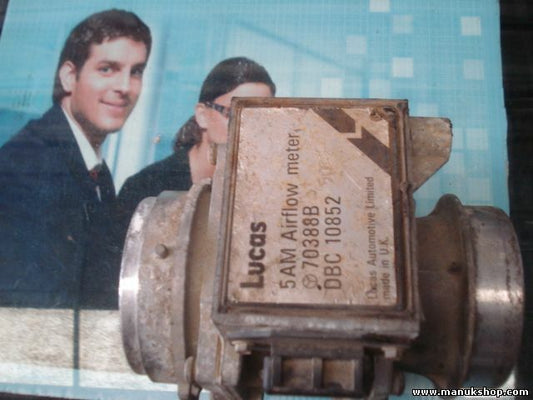 Lucas
5AM Airflow meter
70388B
DBC 10852
Lucas Automotive Limited
made in U.K.
www.manukshop.com